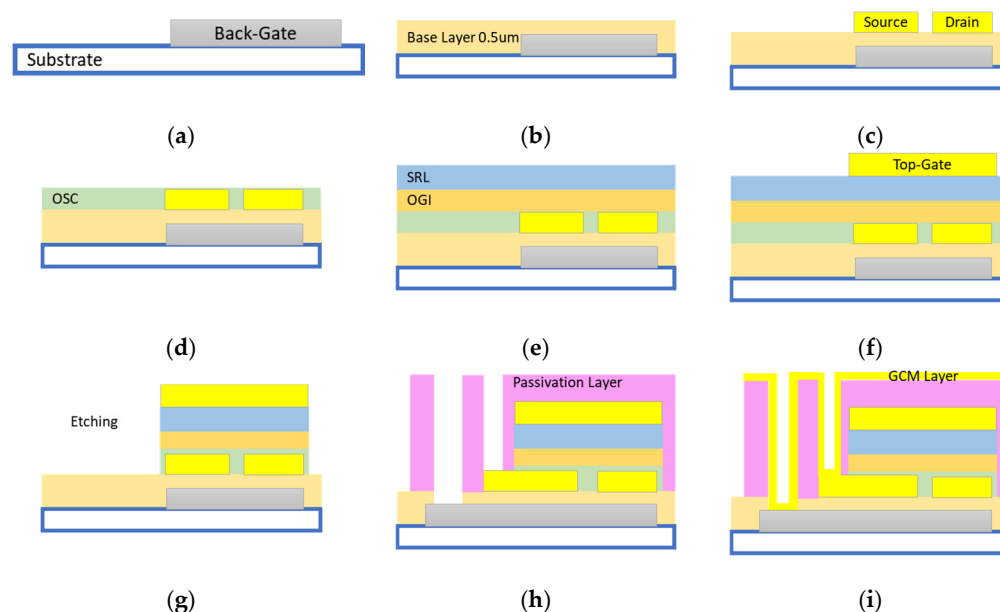 Back-Gate
Substrate
(a)
Base Layer 0.5um
(b)
Source Drain
(c)
OSC
(d)
SRL
OGI
(e)
Top-Gate
(f)
Etching
(g)
Passivation Layer
(h)
GCM Layer
(i)